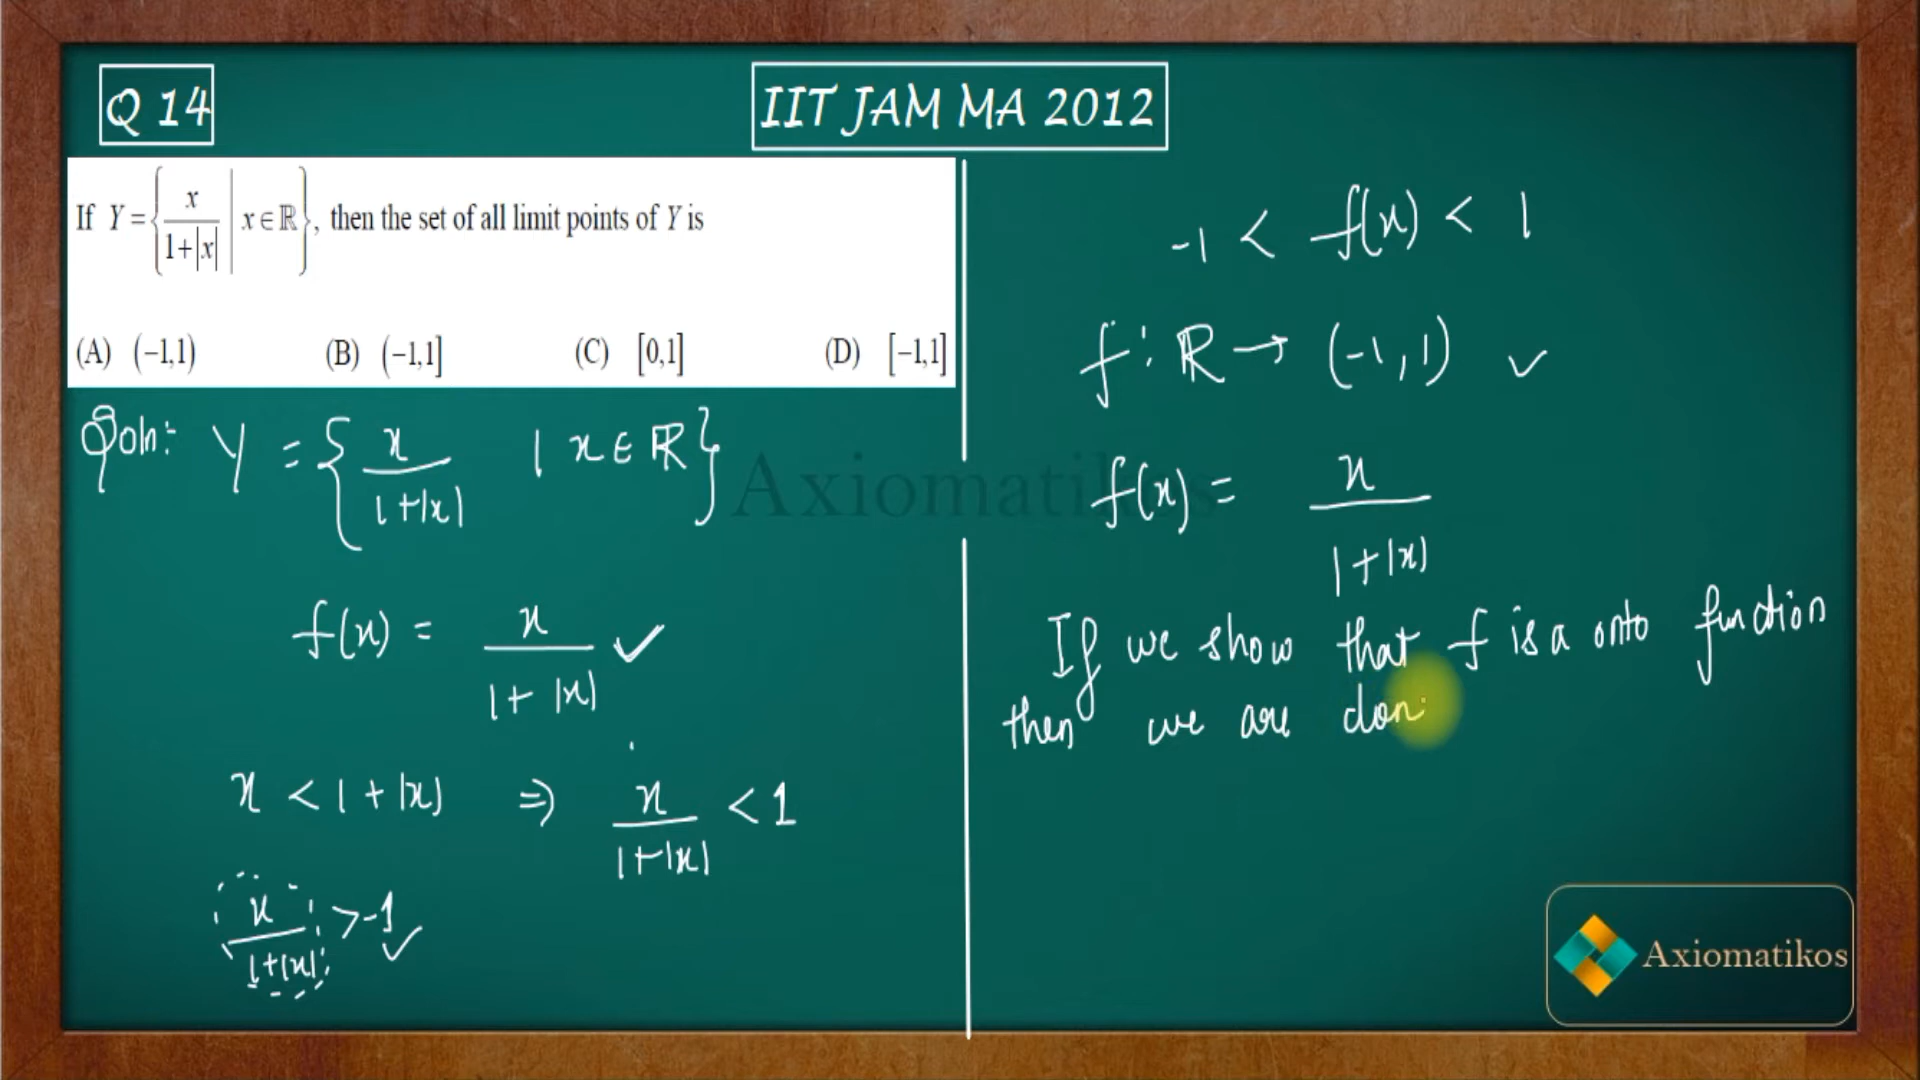 Q 14
IIT JAM MA 2012
If Y = { x / 1+|x| | x∈ℝ }, then the set of all limit points of Y is
(A) (−1,1) (B) (−1,1] (C) [0,1] (D) [−1,1]
Soln:- Y = { x / 1+|x| | x ∈ ℝ }
f(x) = x / 1+|x| ✓
x < 1+|x| ⇒ x / 1+|x| < 1
x / 1+|x| > -1 ✓
-1 < f(x) < 1
f : ℝ → (-1, 1) ✓
f(x) = x / 1+|x|
If we show that f is a onto function
then we are don
Axiomatikos
Axiomatikos